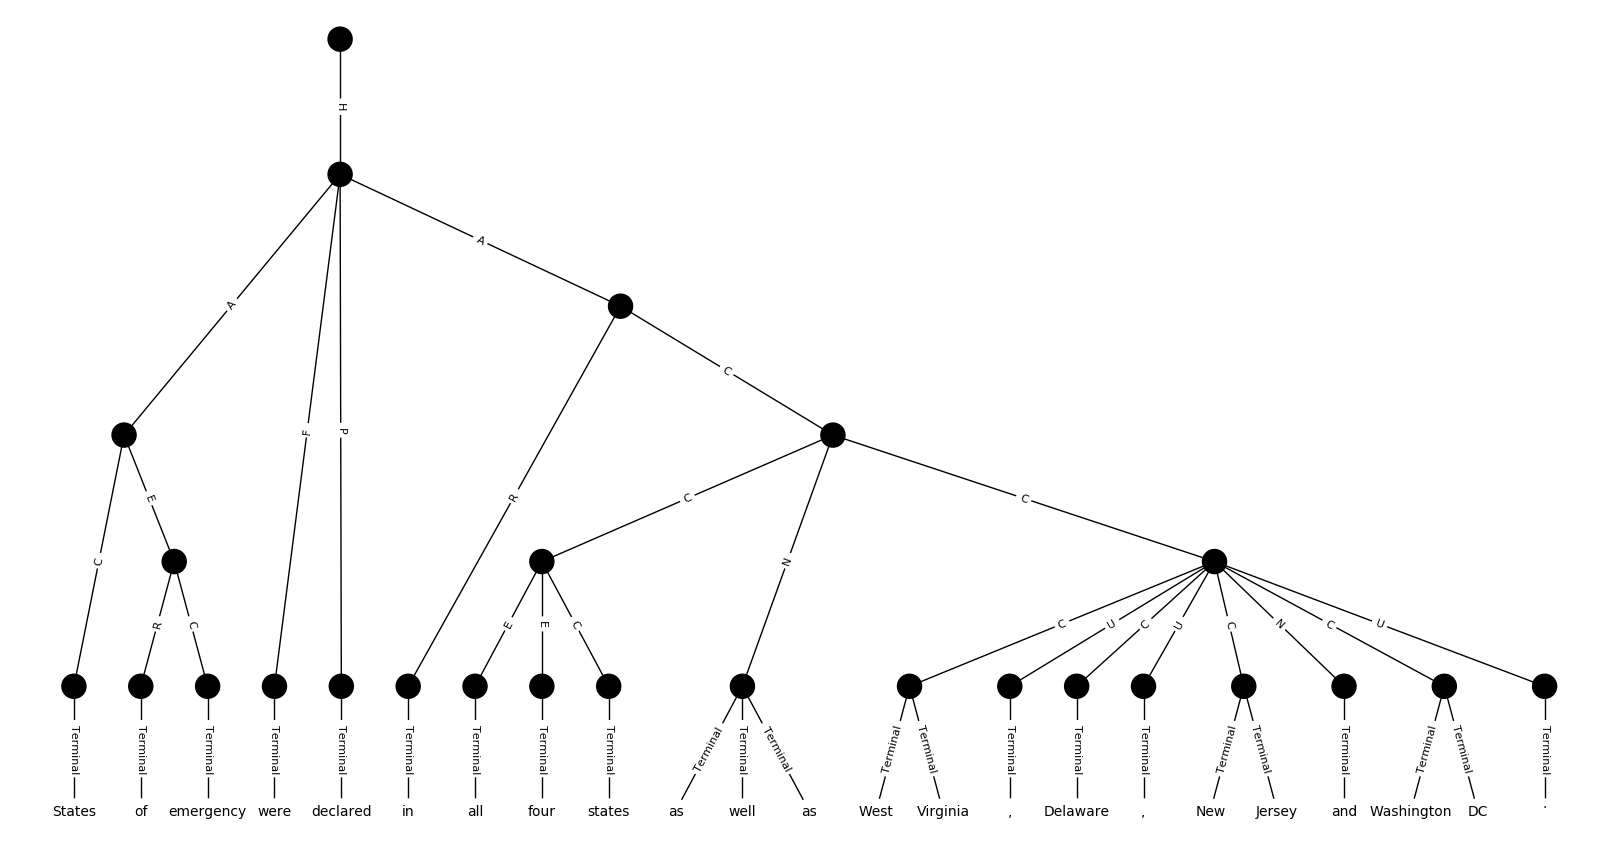 H
A
A
F
P
C
E
R
C
C
C
E
R
C
N
R
C
E
E
C
C
U
C
U
C
N
C
U
Terminal Terminal Terminal Terminal Terminal Terminal Terminal Terminal Terminal Terminal Terminal Terminal Terminal Terminal Terminal Terminal Terminal Terminal Terminal Terminal Terminal Terminal Terminal
States of emergency were declared in all four states as well as West Virginia , Delaware , New Jersey and Washington DC .